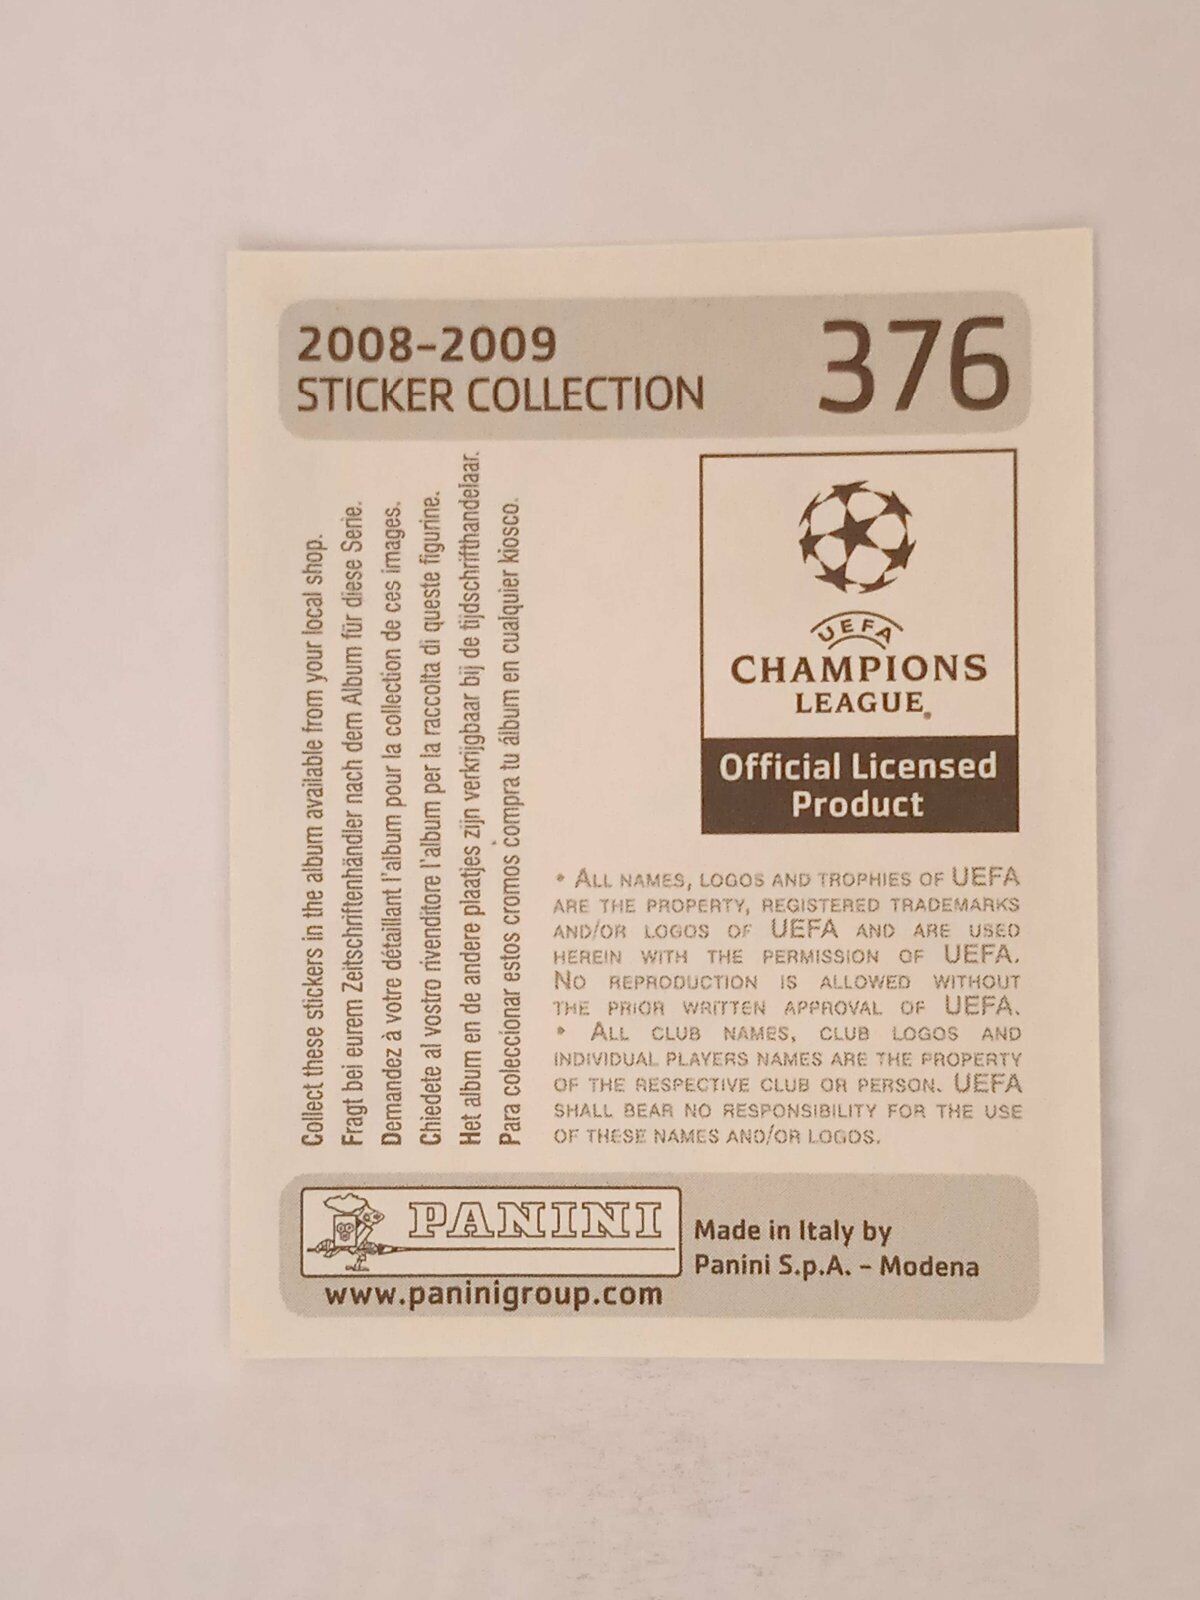 2008-2009
STICKER COLLECTION
376
Collect these stickers in the album available from your local shop.
Fragt bei eurem Zeitschriftenhändler nach dem Album für diese Serie.
Demandez à votre détaillant l'album pour la collection de ces images.
Chiedete al vostro rivenditore l'album per la raccolta di queste figurine.
Het album en de andere plaatjes zijn verkrijgbaar bij de tijdschrifthandelaar.
Para coleccionar estos cromos compra tu álbum en cualquier kiosco.
UEFA
CHAMPIONS
LEAGUE®
Official Licensed
Product
• ALL NAMES, LOGOS AND TROPHIES OF UEFA
ARE THE PROPERTY, REGISTERED TRADEMARKS
AND/OR LOGOS OF UEFA AND ARE USED
HEREIN WITH THE PERMISSION OF UEFA.
NO REPRODUCTION IS ALLOWED WITHOUT
THE PRIOR WRITTEN APPROVAL OF UEFA.
• ALL CLUB NAMES, CLUB LOGOS AND
INDIVIDUAL PLAYERS NAMES ARE THE PROPERTY
OF THE RESPECTIVE CLUB OR PERSON. UEFA
SHALL BEAR NO RESPONSIBILITY FOR THE USE
OF THESE NAMES AND/OR LOGOS.
PANINI
www.paninigroup.com
Made in Italy by
Panini S.p.A. - Modena